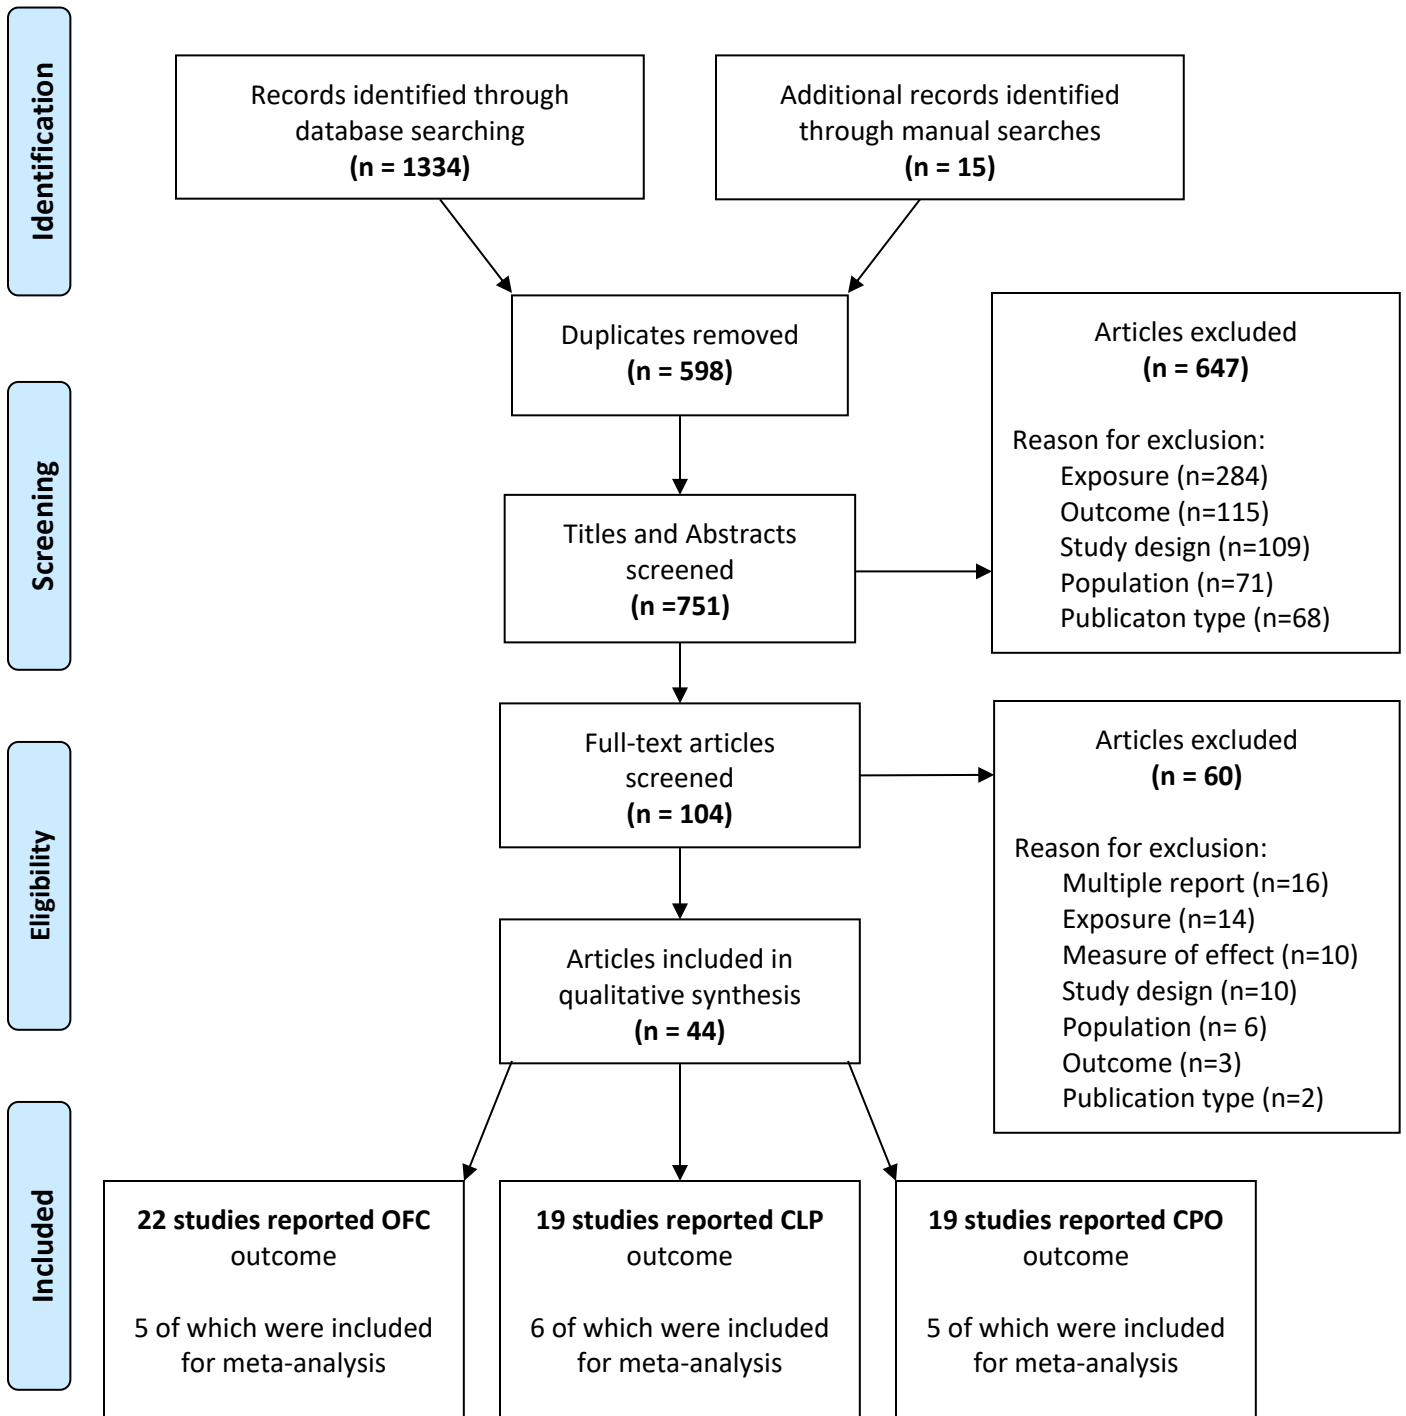 Identification
Records identified through
database searching
(n = 1334)
Additional records identified
through manual searches
(n = 15)
Duplicates removed
(n = 598)
Screening
Titles and Abstracts
screened
(n =751)
Articles excluded
(n = 647)
Reason for exclusion:
Exposure (n=284)
Outcome (n=115)
Study design (n=109)
Population (n=71)
Publicaton type (n=68)
Eligibility
Full-text articles
screened
(n = 104)
Articles excluded
(n = 60)
Reason for exclusion:
Multiple report (n=16)
Exposure (n=14)
Measure of effect (n=10)
Study design (n=10)
Population (n= 6)
Outcome (n=3)
Publication type (n=2)
Articles included in
qualitative synthesis
(n = 44)
Included
22 studies reported OFC
outcome
5 of which were included
for meta-analysis
19 studies reported CLP
outcome
6 of which were included
for meta-analysis
19 studies reported CPO
outcome
5 of which were included
for meta-analysis